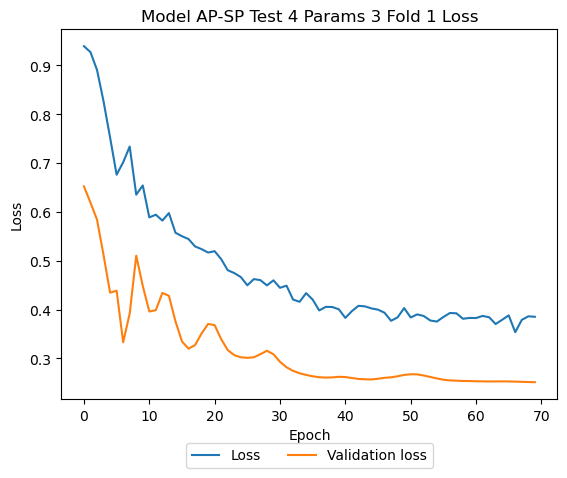 Model AP-SP Test 4 Params 3 Fold 1 Loss
Loss
0.9
0.8
0.7
0.6
0.5
0.4
0.3
0 10 20 30 40 50 60 70
Epoch
Loss Validation loss